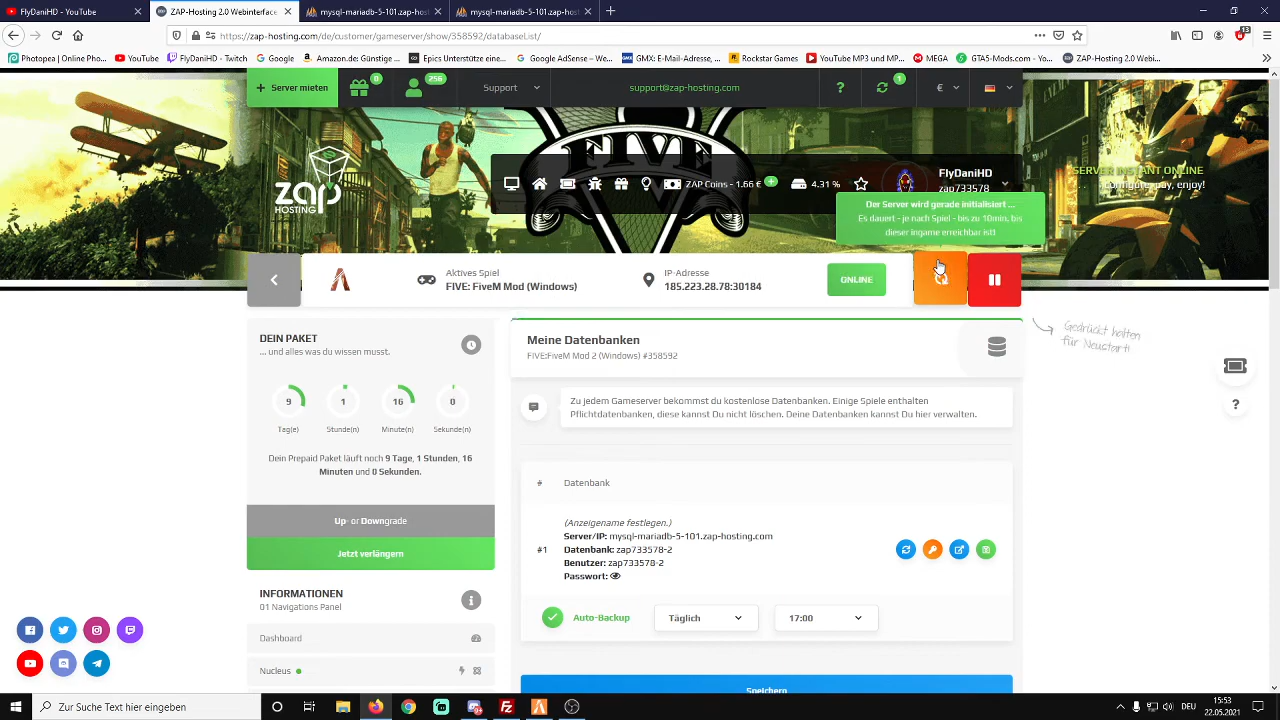 FlyDaniHD - YouTube
ZAP-Hosting 2.0 Webinterface
mysql-mariadb-5-101.zap-host
mysql-mariadb-5-101.zap-host
https://zap-hosting.com/de/customer/gameserver/show/358592/databaseList/
Photopea | Online Pho...
YouTube
FlyDaniHD - Twitch
Amazon.de: Günstige ...
Epics Unterstütze eine...
Google AdSense – We...
GMX: E-Mail-Adresse, ...
Rockstar Games
YouTube MP3 und MP...
MEGA
GTA5-Mods.com - Yo...
ZAP-Hosting 2.0 Webi...
13
Server mieten
0
256
Support
support@zap-hosting.com
?
1
€
FIVE
zap
HOSTING
ZAP Coins - 1.66 €
4.31 %
FlyDaniHD
zap733578
SERVER INSTANT ONLINE
configure, pay, enjoy!
Der Server wird gerade initialisiert ...
Es dauert - je nach Spiel - bis zu 10min, bis
dieser ingame erreichbar ist!
Aktives Spiel
FIVE: FiveM Mod (Windows)
IP-Adresse
185.223.28.78:30184
ONLINE
Gedrückt halten
für Neustart!
DEIN PAKET
... und alles was du wissen musst.
9
1
16
0
Tag(e)
Stunde(n)
Minute(n)
Sekunde(n)
Dein Prepaid Paket läuft noch 9 Tage, 1 Stunden, 16
Minuten und 0 Sekunden.
Up- or Downgrade
Jetzt verlängern
INFORMATIONEN
01 Navigations Panel
Dashboard
Nucleus
Meine Datenbanken
FIVE:FiveM Mod 2 (Windows) #358592
Zu jedem Gameserver bekommst du kostenlose Datenbanken. Einige Spiele enthalten
Pflichtdatenbanken, diese kannst Du nicht löschen. Deine Datenbanken kannst Du hier verwalten.
# Datenbank
(Anzeigename festlegen.)
Server/IP: mysql-mariadb-5-101.zap-hosting.com
#1
Datenbank: zap733578-2
Benutzer: zap733578-2
Passwort:
Auto-Backup
Täglich
17:00
Speichern
?
Zur Suche Text hier eingeben
DEU
15:53
22.05.2021